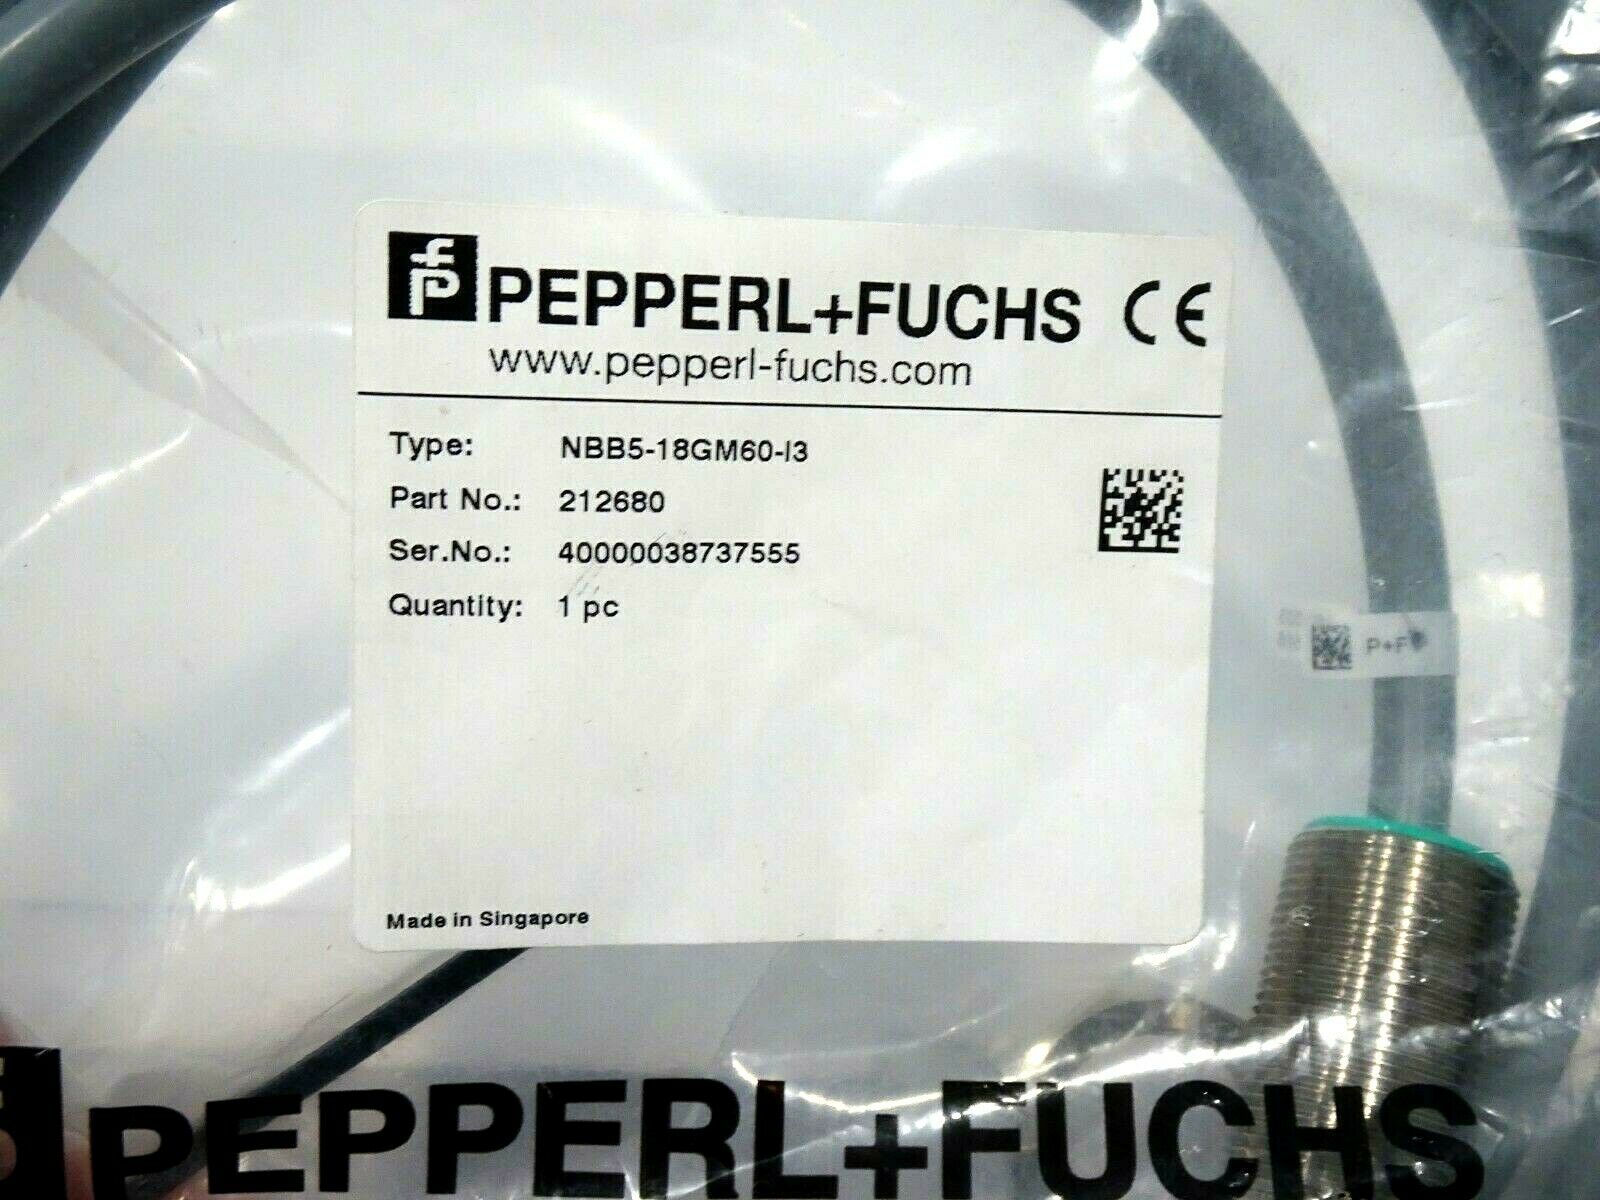 PEPPERL+FUCHS CE
www.pepperl-fuchs.com
Type: NBB5-18GM60-I3
Part No.: 212680
Ser.No.: 40000038737555
Quantity: 1 pc
P+F
Made in Singapore
PEPPERL+FUCHS